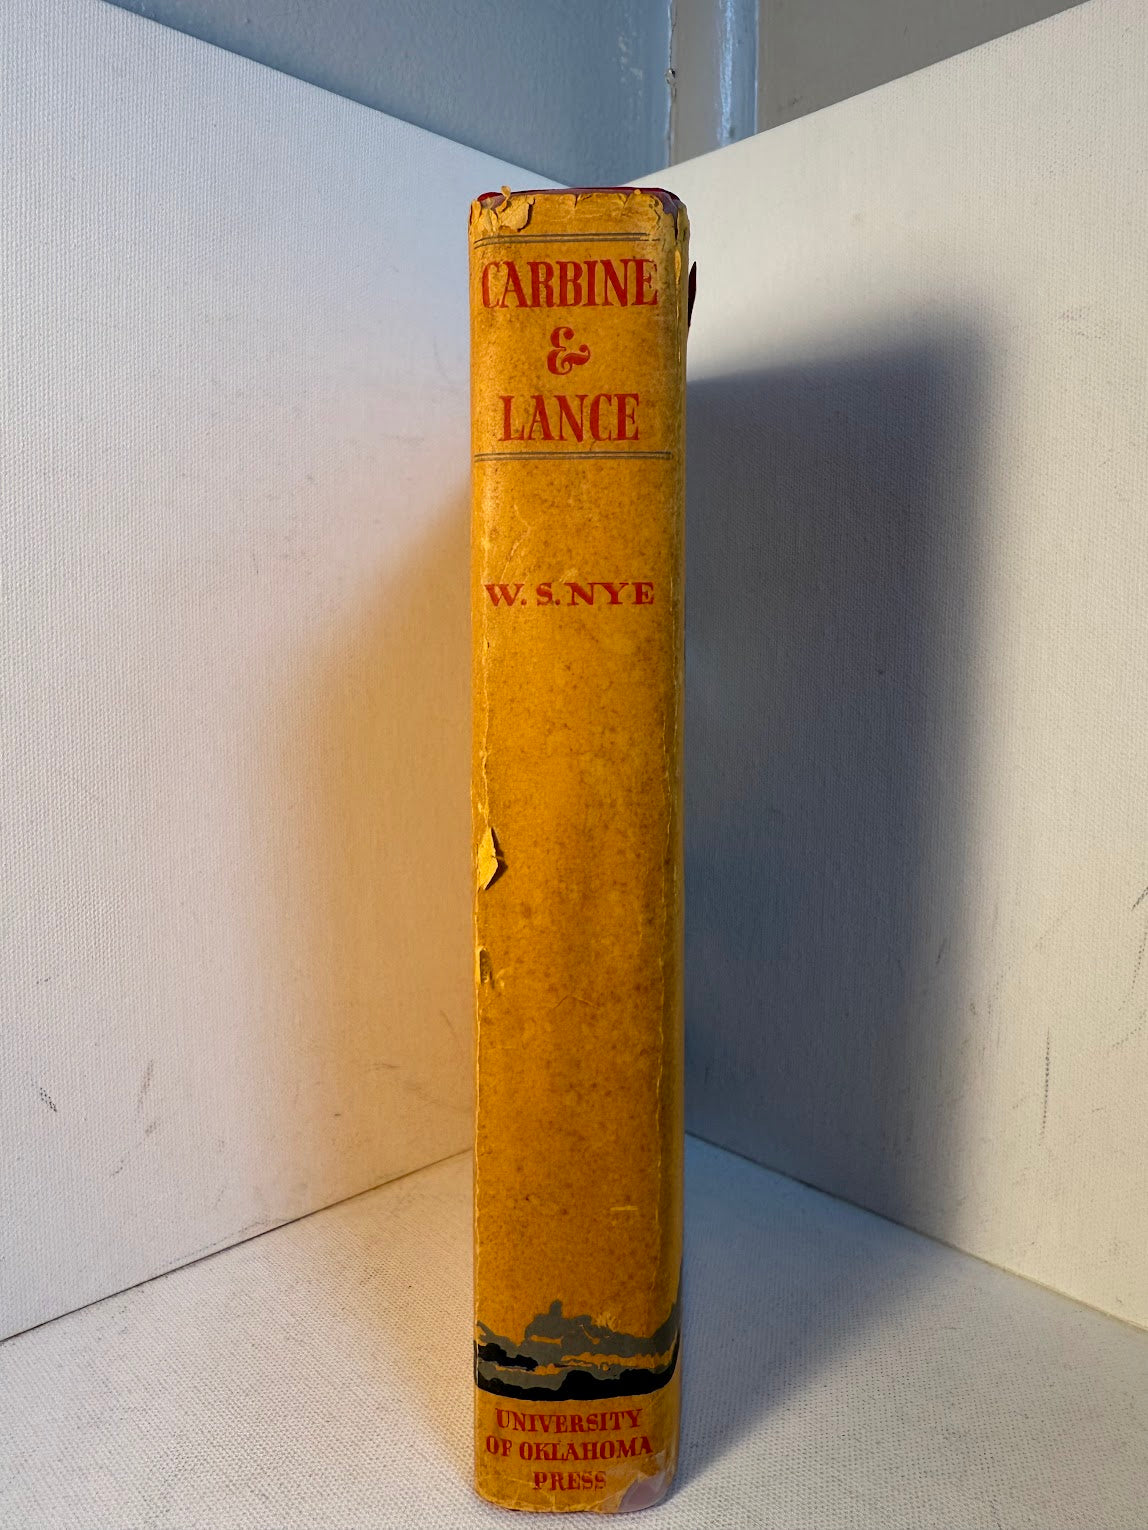 CARBINE
&
LANCE
W. S. NYE
UNIVERSITY
OF OKLAHOMA
PRESS